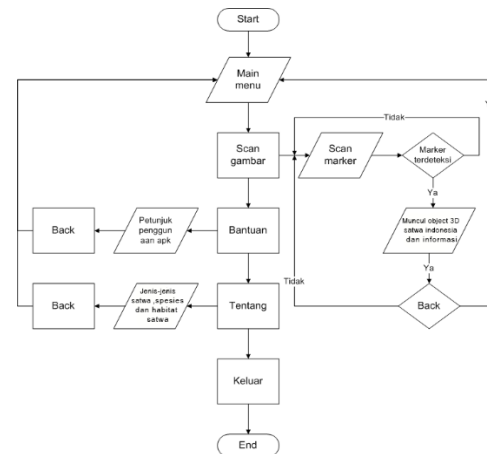 Start
Main
menu
Tidak
Scan
gambar
Scan
marker
Marker
terdeteksi
Ya
Back
Petunjuk
penggun
aan apk
Bantuan
Muncul object 3D
satwa indonesia
dan informasi
Ya
Back
Jenis-jenis
satwa ,spesies
dan habitat
satwa
Tentang
Tidak
Back
Keluar
End